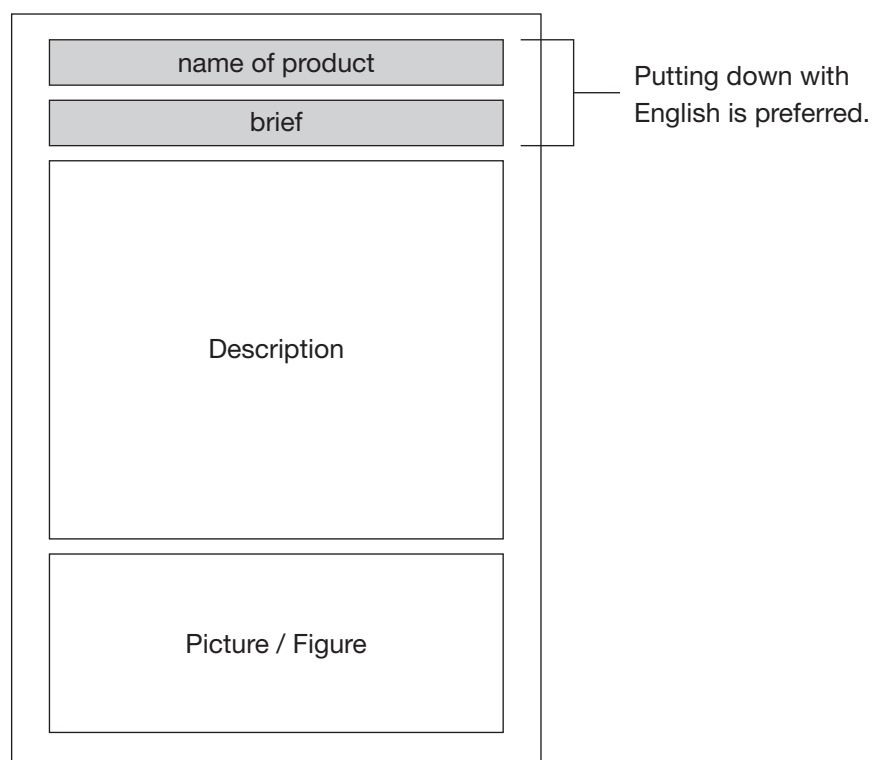 name of product
brief
Putting down with
English is preferred.
Description
Picture / Figure